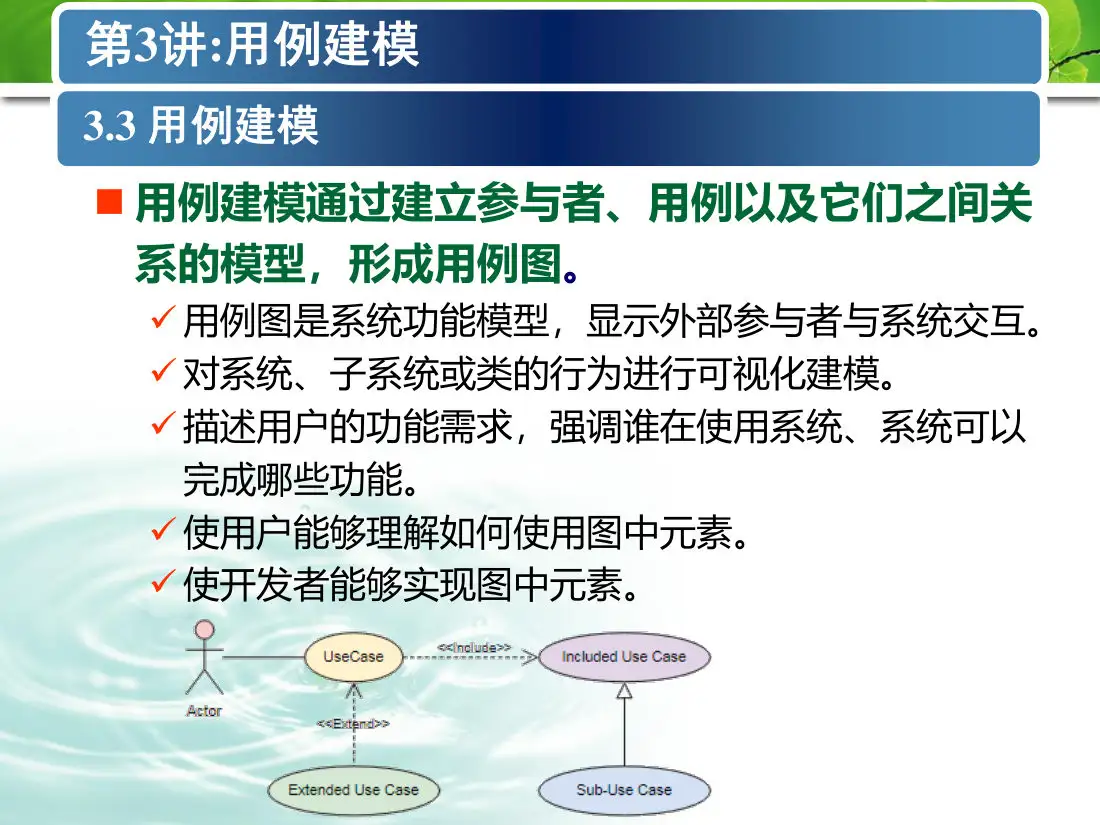 第3讲:用例建模
3.3 用例建模
用例建模通过建立参与者、用例以及它们之间关
系的模型，形成用例图。
用例图是系统功能模型，显示外部参与者与系统交互。
对系统、子系统或类的行为进行可视化建模。
描述用户的功能需求，强调谁在使用系统、系统可以
完成哪些功能。
使用户能够理解如何使用图中元素。
使开发者能够实现图中元素。
<<Include>>
UseCase
Included Use Case
Actor
<<Extend>>
Extended Use Case
Sub-Use Case